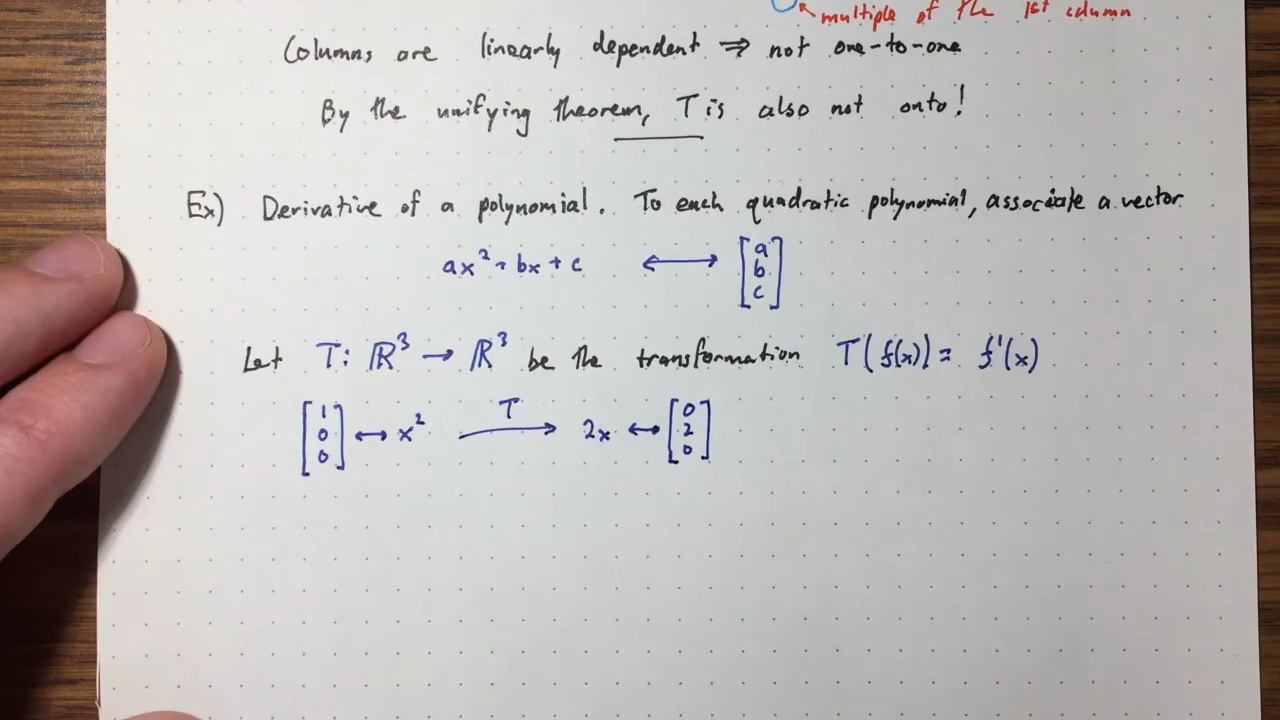 multiple of the 1st column
Columns are linearly dependent ⇒ not one-to-one
By the unifying theorem, T is also not onto!
Ex) Derivative of a polynomial. To each quadratic polynomial, associate a vector
ax² + bx + c ⟷ [a b c]
Let T: ℝ³ → ℝ³ be the transformation T(f(x)) = f'(x)
[1 0 0] ↔ x² T→ 2x ↔ [0 2 0]